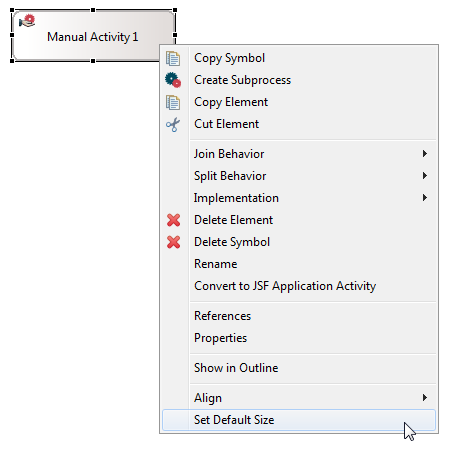 Manual Activity 1
Copy Symbol
Create Subprocess
Copy Element
Cut Element
Join Behavior
Split Behavior
Implementation
Delete Element
Delete Symbol
Rename
Convert to JSF Application Activity
References
Properties
Show in Outline
Align
Set Default Size